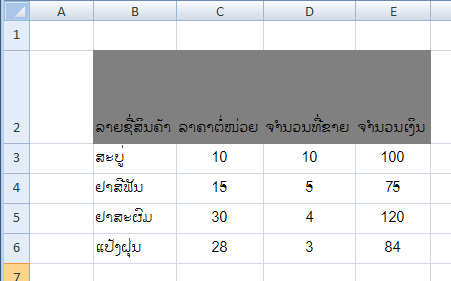 A B C D E
1
2 ລາຍຊື່ສິນຄ້າ ລາຄາຕໍ່ໜ່ວຍ ຈຳນວນທີ່ຂາຍ ຈຳນວນເງິນ
3 ສະບູ່ 10 10 100
4 ຢາສີຟັນ 15 5 75
5 ຢາສະຜົມ 30 4 120
6 ແປ້ງຝຸ່ນ 28 3 84
7